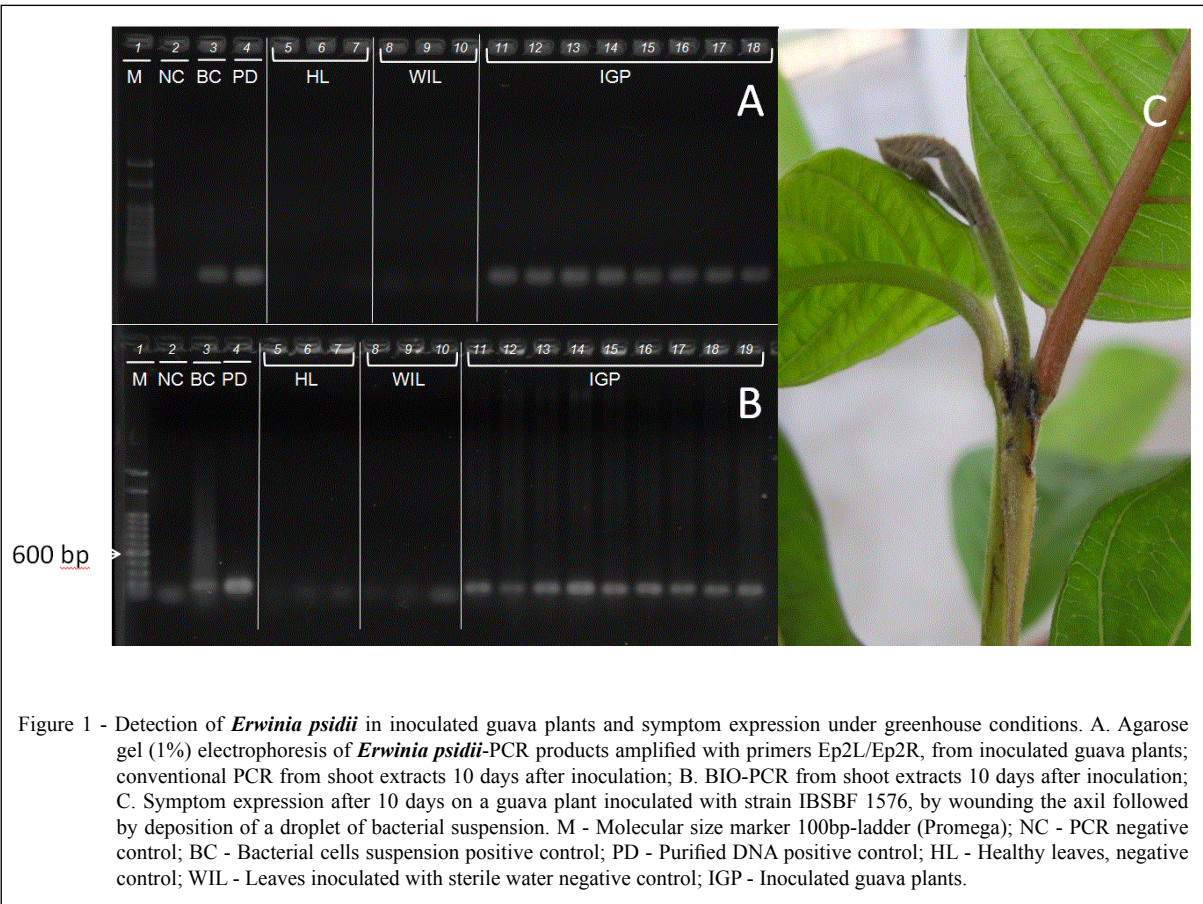 1 2 3 4 5 6 7 8 9 10 11 12 13 14 15 16 17 18
M NC BC PD HL WIL IGP
A
C
1 2 3 4 5 6 7 8 9 10 11 12 13 14 15 16 17 18 19
M NC BC PD HL WIL IGP
B
600 bp
Figure 1 - Detection of Erwinia psidii in inoculated guava plants and symptom expression under greenhouse conditions. A. Agarose
gel (1%) electrophoresis of Erwinia psidii-PCR products amplified with primers Ep2L/Ep2R, from inoculated guava plants;
conventional PCR from shoot extracts 10 days after inoculation; B. BIO-PCR from shoot extracts 10 days after inoculation;
C. Symptom expression after 10 days on a guava plant inoculated with strain IBSBF 1576, by wounding the axil followed
by deposition of a droplet of bacterial suspension. M - Molecular size marker 100bp-ladder (Promega); NC - PCR negative
control; BC - Bacterial cells suspension positive control; PD - Purified DNA positive control; HL - Healthy leaves, negative
control; WIL - Leaves inoculated with sterile water negative control; IGP - Inoculated guava plants.